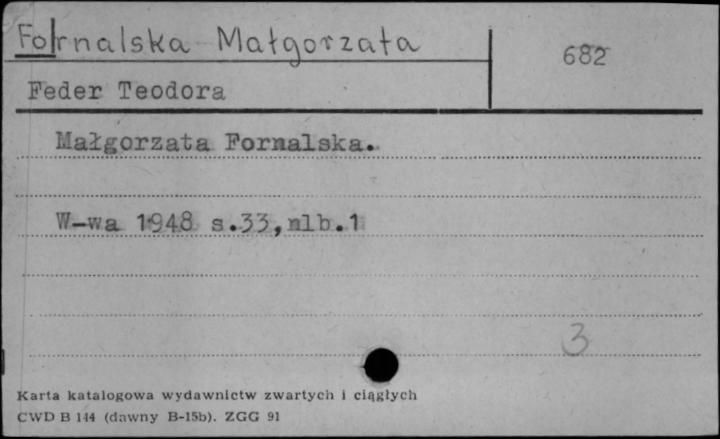 Fornalska Małgorzata
682
Feder Teodora
Małgorzata Fornalska.
W-wa 1948 s.33,nlb.1
3
Karta katalogowa wydawnictw zwartych i ciągłych
CWD B 144 (dawny B-15b). ZGG 91